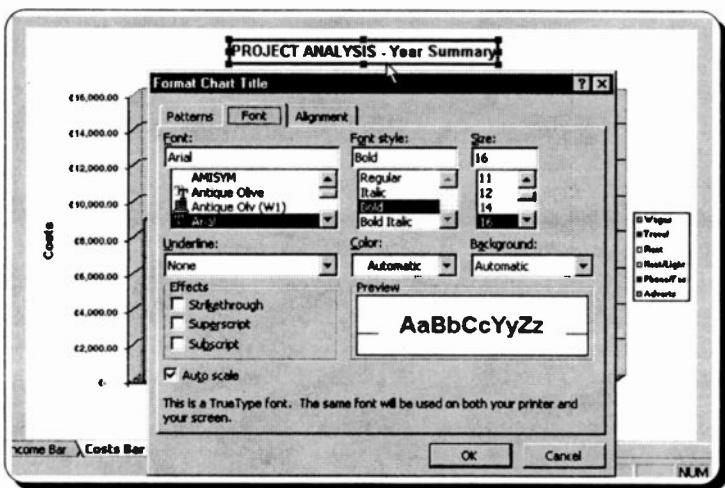 PROJECT ANALYSIS - Year Summary
Format Chart Title
? X
Patterns Font Alignment
Font: Font style: Size:
Arial Bold 16
AMISYM Regular 11
Antique Olive Italic 12
Antique Olv (W1) Bold 14
Arial Bold Italic 16
Underline: Color: Background:
None Automatic Automatic
Effects Preview
Strikethrough
Superscript
Subscript
AaBbCcYyZz
Auto scale
This is a TrueType font. The same font will be used on both your printer and
your screen.
OK Cancel
£16,000.00
£14,000.00
£12,000.00
£10,000.00
£8,000.00
£6,000.00
£4,000.00
£2,000.00
£-
Costs
Wages
Travel
Rent
Heat/Light
Phone/Fax
Adverts
ncome Bar Costs Bar
NUM